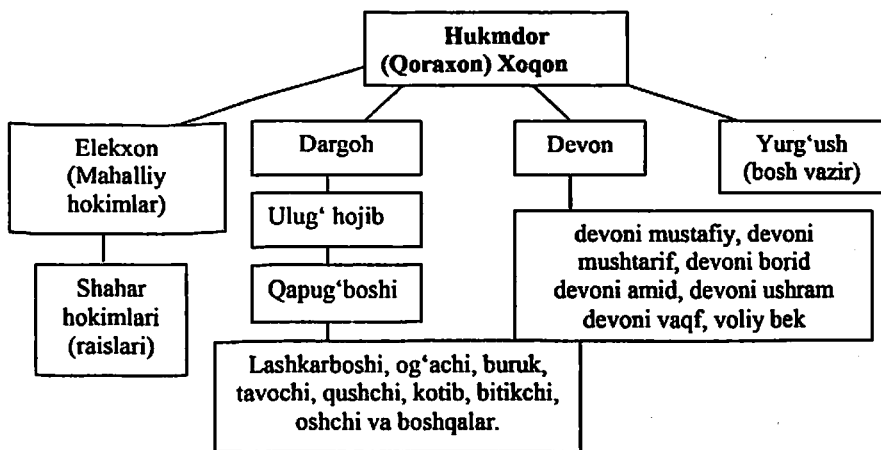 Hukmdor
(Qoraxon) Xoqon
Elekxon
(Mahalliy
hokimlar)
Dargoh
Devon
Yurg‘ush
(bosh vazir)
Ulug‘ hojib
Qapug‘boshi
Shahar
hokimlari
(raislari)
devoni mustafiy, devoni
mushtarif, devoni borid
devoni amid, devoni ushram
devoni vaqf, voliy bek
Lashkarboshi, og‘achi, buruk,
tavochi, qushchi, kotib, bitikchi,
oshchi va boshqalar.